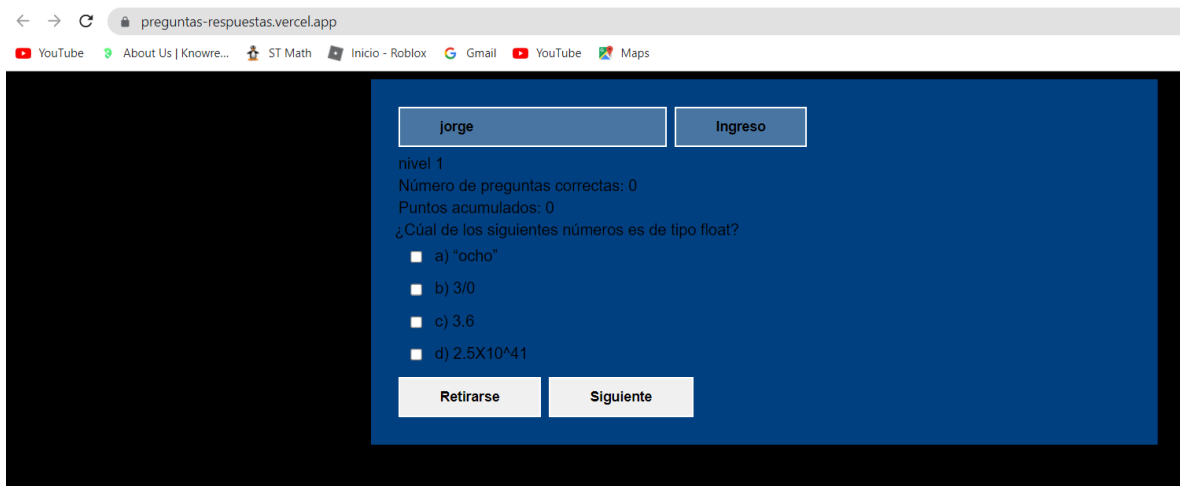 preguntas-respuestas.vercel.app
YouTube About Us | Knowre... ST Math Inicio - Roblox Gmail YouTube Maps
jorge Ingreso
nivel 1
Número de preguntas correctas: 0
Puntos acumulados: 0
¿Cúal de los siguientes números es de tipo float?
a) “ocho”
b) 3/0
c) 3.6
d) 2.5X10^41
Retirarse Siguiente